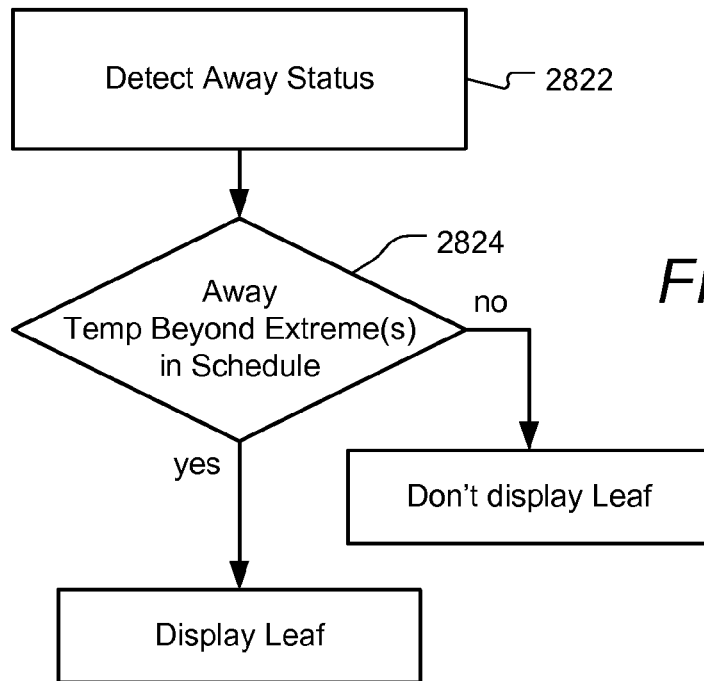 Detect Away Status
2822
2824
Away
Temp Beyond Extreme(s)
in Schedule
no
yes
Don't display Leaf
Display Leaf